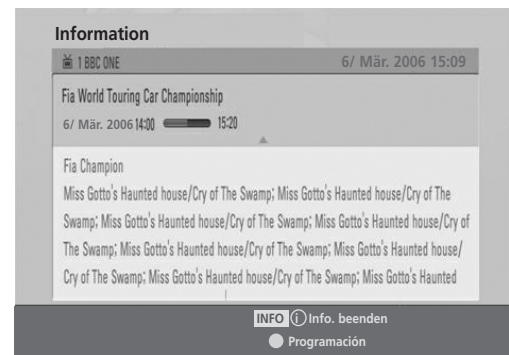 Information
1 BBC ONE 6/ Mär. 2006 15:09
Fia World Touring Car Championship
6/ Mär. 2006 14:00 15:20
Fia Champion
Miss Gotto's Haunted house/Cry of The Swamp; Miss Gotto's Haunted house/Cry of The
Swamp; Miss Gotto's Haunted house/Cry of The Swamp; Miss Gotto's Haunted house/Cry of
The Swamp; Miss Gotto's Haunted house/Cry of The Swamp; Miss Gotto's Haunted house/
Cry of The Swamp; Miss Gotto's Haunted house/Cry of The Swamp; Miss Gotto's Haunted
INFO i Info. beenden
Programación